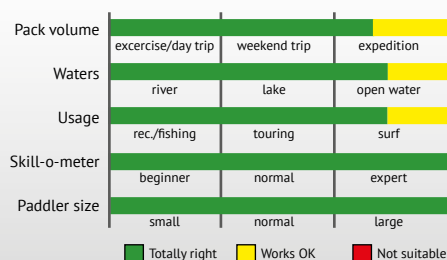 Pack volume
excercise/day trip weekend trip expedition
Waters
river lake open water
Usage
rec./fishing touring surf
Skill-o-meter
beginner normal expert
Paddler size
small normal large
Totally right Works OK Not suitable